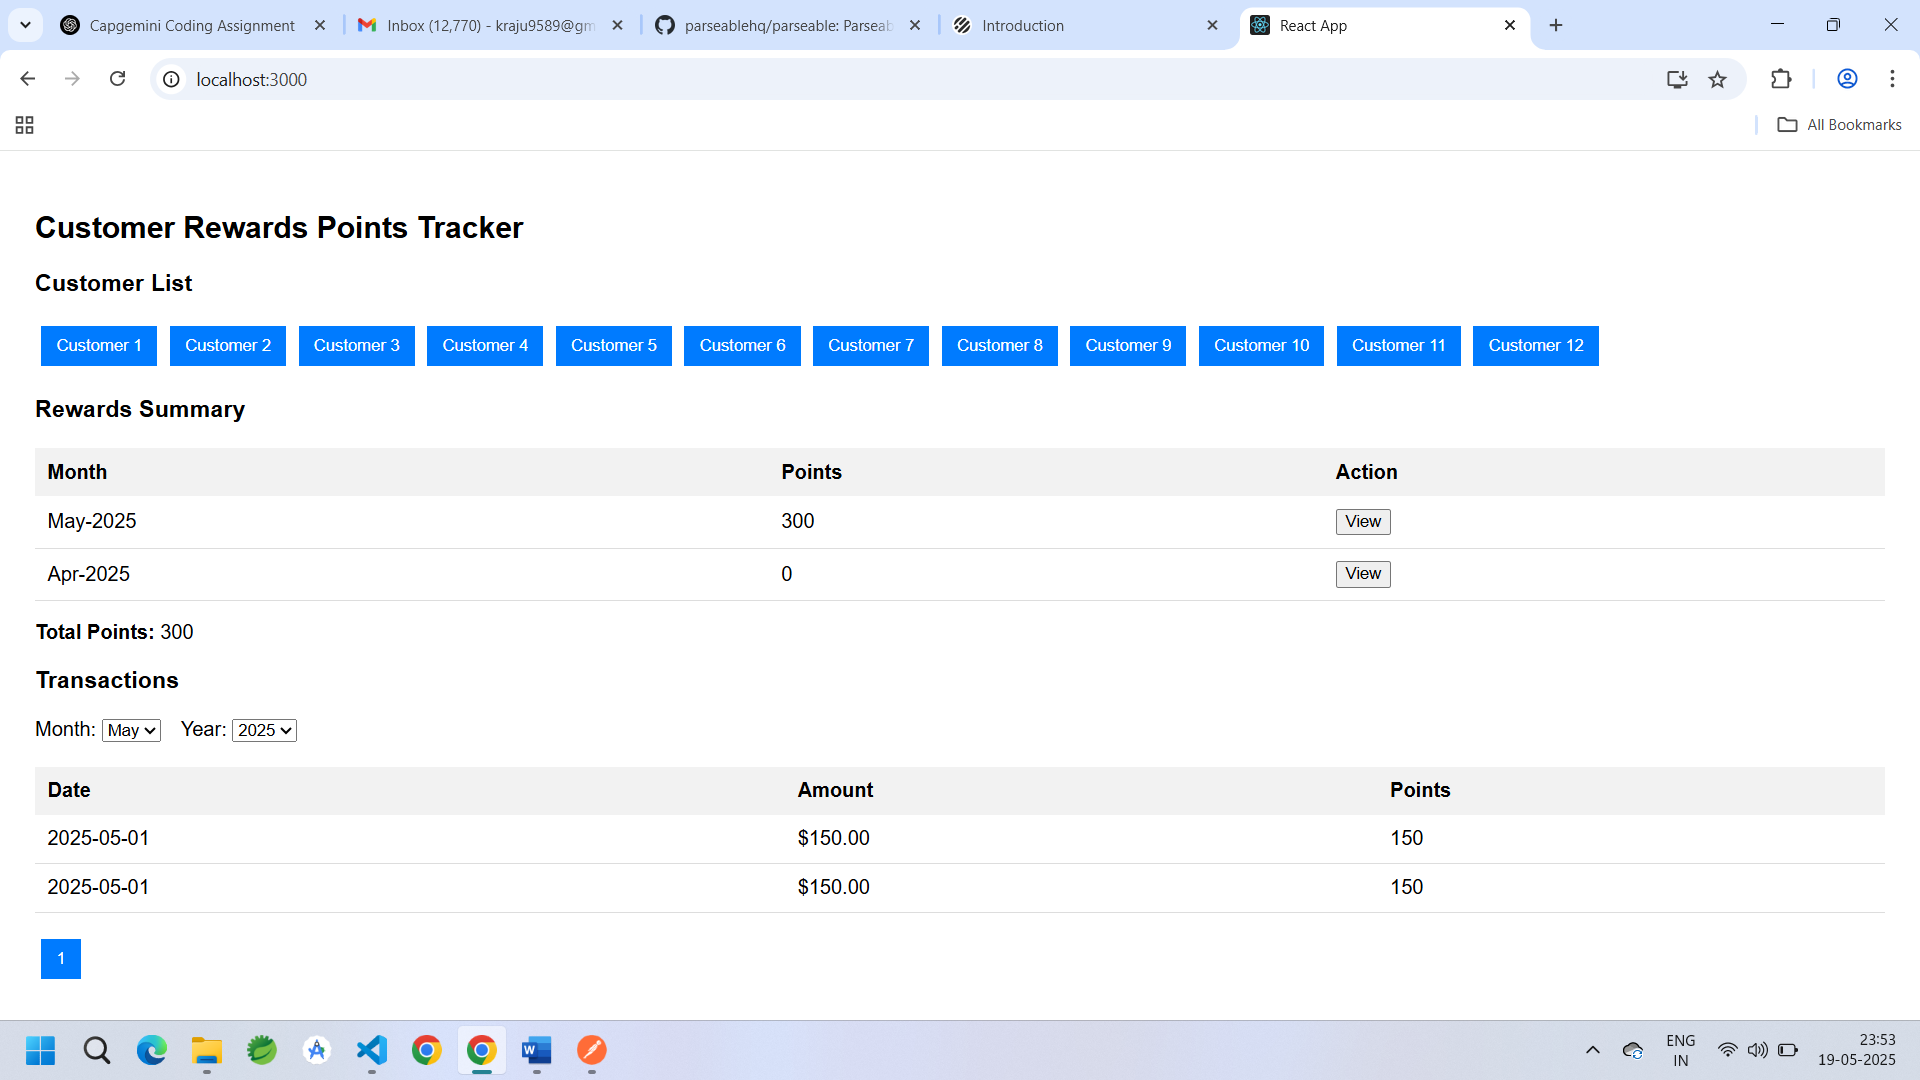 Capgemini Coding Assignment
Inbox (12,770) - kraju9589@gm
parseablehq/parseable: Parseab
Introduction
React App
localhost:3000
All Bookmarks
Customer Rewards Points Tracker
Customer List
Customer 1 Customer 2 Customer 3 Customer 4 Customer 5 Customer 6 Customer 7 Customer 8 Customer 9 Customer 10 Customer 11 Customer 12
Rewards Summary
Month Points Action
May-2025 300 View
Apr-2025 0 View
Total Points: 300
Transactions
Month: May Year: 2025
Date Amount Points
2025-05-01 $150.00 150
2025-05-01 $150.00 150
1
ENG
IN
23:53
19-05-2025